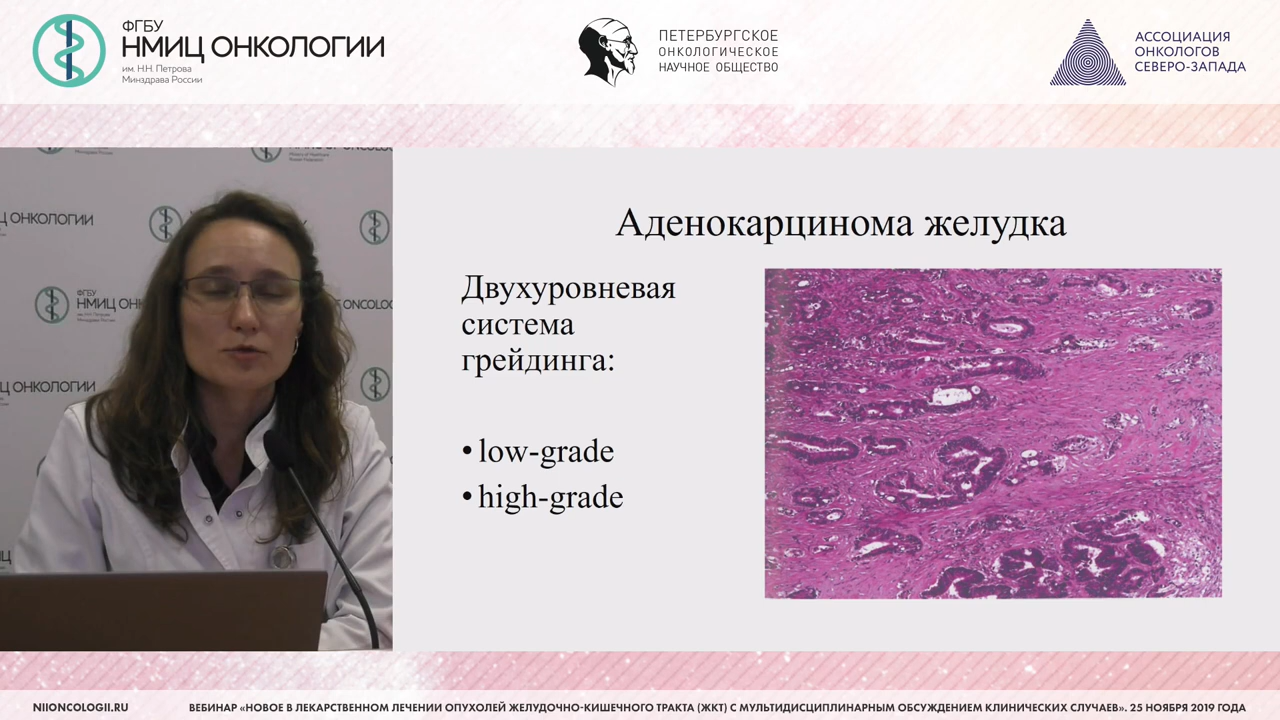 ФГБУ
НМИЦ ОНКОЛОГИИ
им. Н.Н. Петрова
Минздрава России
ПЕТЕРБУРГСКОЕ
ОНКОЛОГИЧЕСКОЕ
НАУЧНОЕ ОБЩЕСТВО
АССОЦИАЦИЯ
ОНКОЛОГОВ
СЕВЕРО-ЗАПАДА
Аденокарцинома желудка
Двухуровневая
система
грейдинга:
• low-grade
• high-grade
NIIONCOLOGII.RU
ВЕБИНАР «НОВОЕ В ЛЕКАРСТВЕННОМ ЛЕЧЕНИИ ОПУХОЛЕЙ ЖЕЛУДОЧНО-КИШЕЧНОГО ТРАКТА (ЖКТ) С МУЛЬТИДИСЦИПЛИНАРНЫМ ОБСУЖДЕНИЕМ КЛИНИЧЕСКИХ СЛУЧАЕВ». 25 НОЯБРЯ 2019 ГОДА